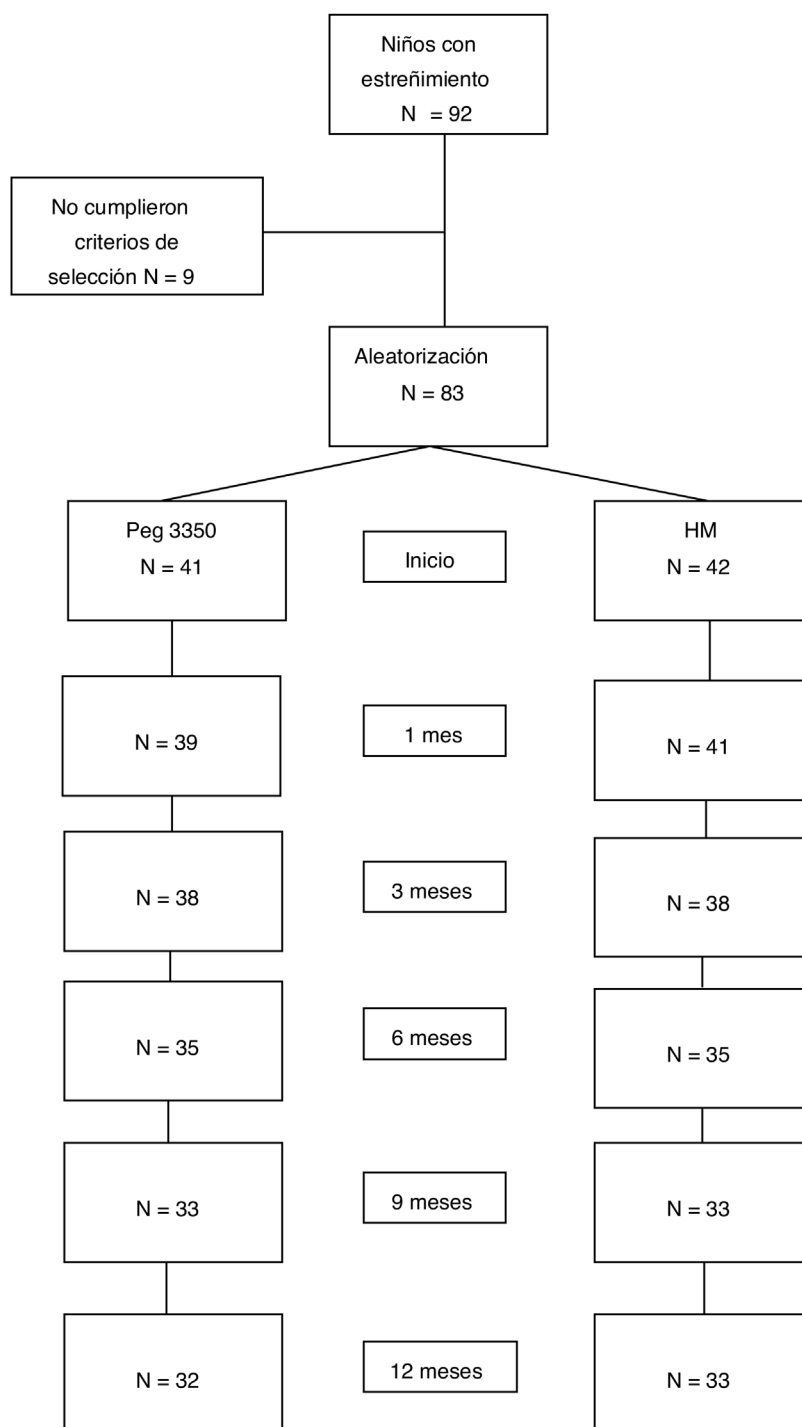 Niños con
estreñimiento
N = 92
No cumplieron
criterios de
selección N = 9
Aleatorización
N = 83
Peg 3350
N = 41
Inicio
HM
N = 42
N = 39
1 mes
N = 41
N = 38
3 meses
N = 38
N = 35
6 meses
N = 35
N = 33
9 meses
N = 33
N = 32
12 meses
N = 33